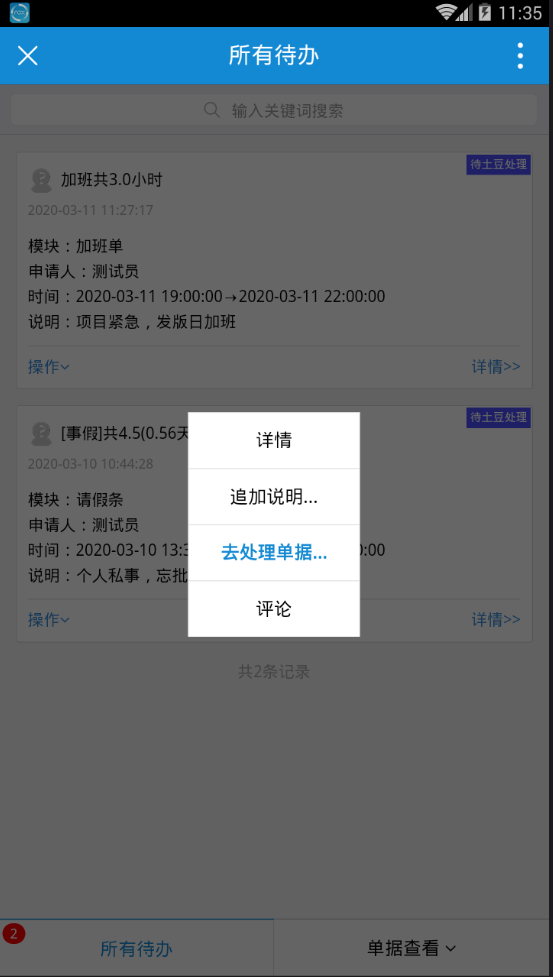 11:35
所有待办
输入关键词搜索
待土豆处理
加班共3.0小时
2020-03-11 11:27:17
模块：加班单
申请人：测试员
时间：2020-03-11 19:00:00→2020-03-11 22:00:00
说明：项目紧急，发版日加班
操作
详情>>
待土豆处理
[事假]共4.5(0.56天
2020-03-10 10:44:28
模块：请假条
申请人：测试员
时间：2020-03-10 13:3
0:00
说明：个人私事，忘批
操作
详情>>
详情
追加说明...
去处理单据...
评论
共2条记录
2
所有待办
单据查看